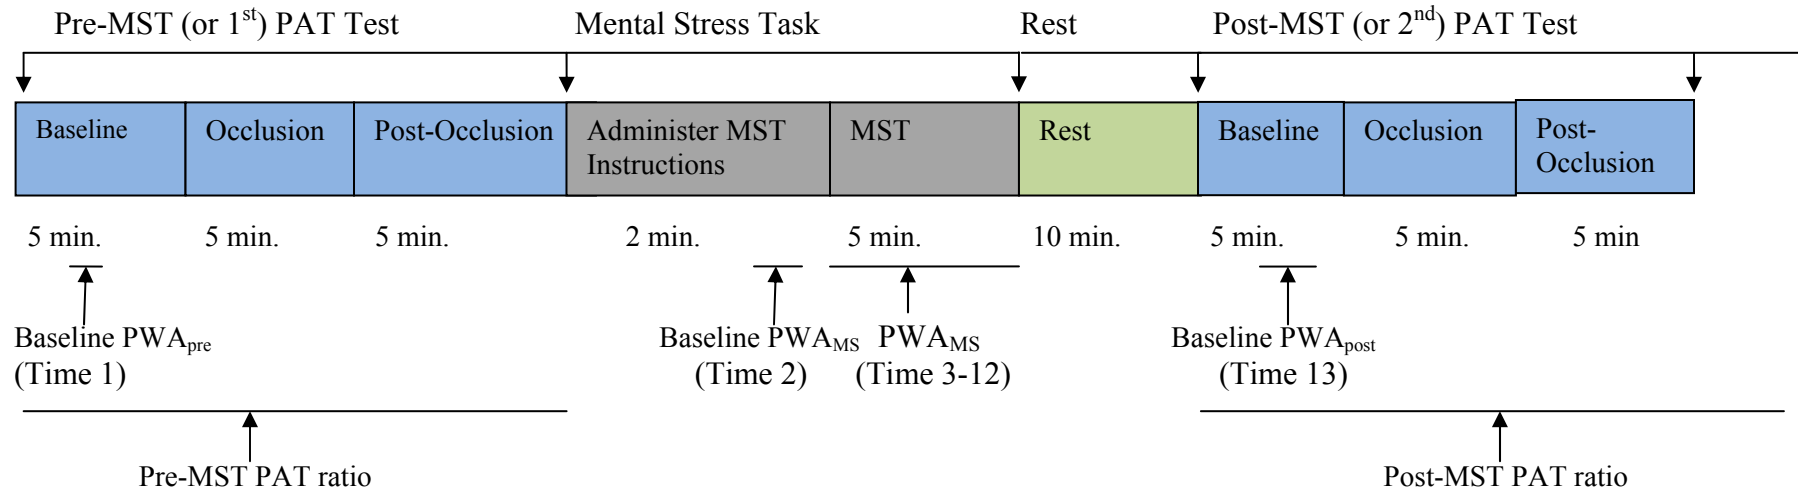 Pre-MST (or 1st) PAT Test Mental Stress Task Rest Post-MST (or 2nd) PAT Test
Baseline Occlusion Post-Occlusion Administer MST Instructions MST Rest Baseline Occlusion Post-Occlusion
5 min. 5 min. 5 min. 2 min. 5 min. 10 min. 5 min. 5 min. 5 min
Baseline PWApre Baseline PWAMS PWAMS Baseline PWApost
(Time 1) (Time 2) (Time 3-12) (Time 13)
Pre-MST PAT ratio Post-MST PAT ratio